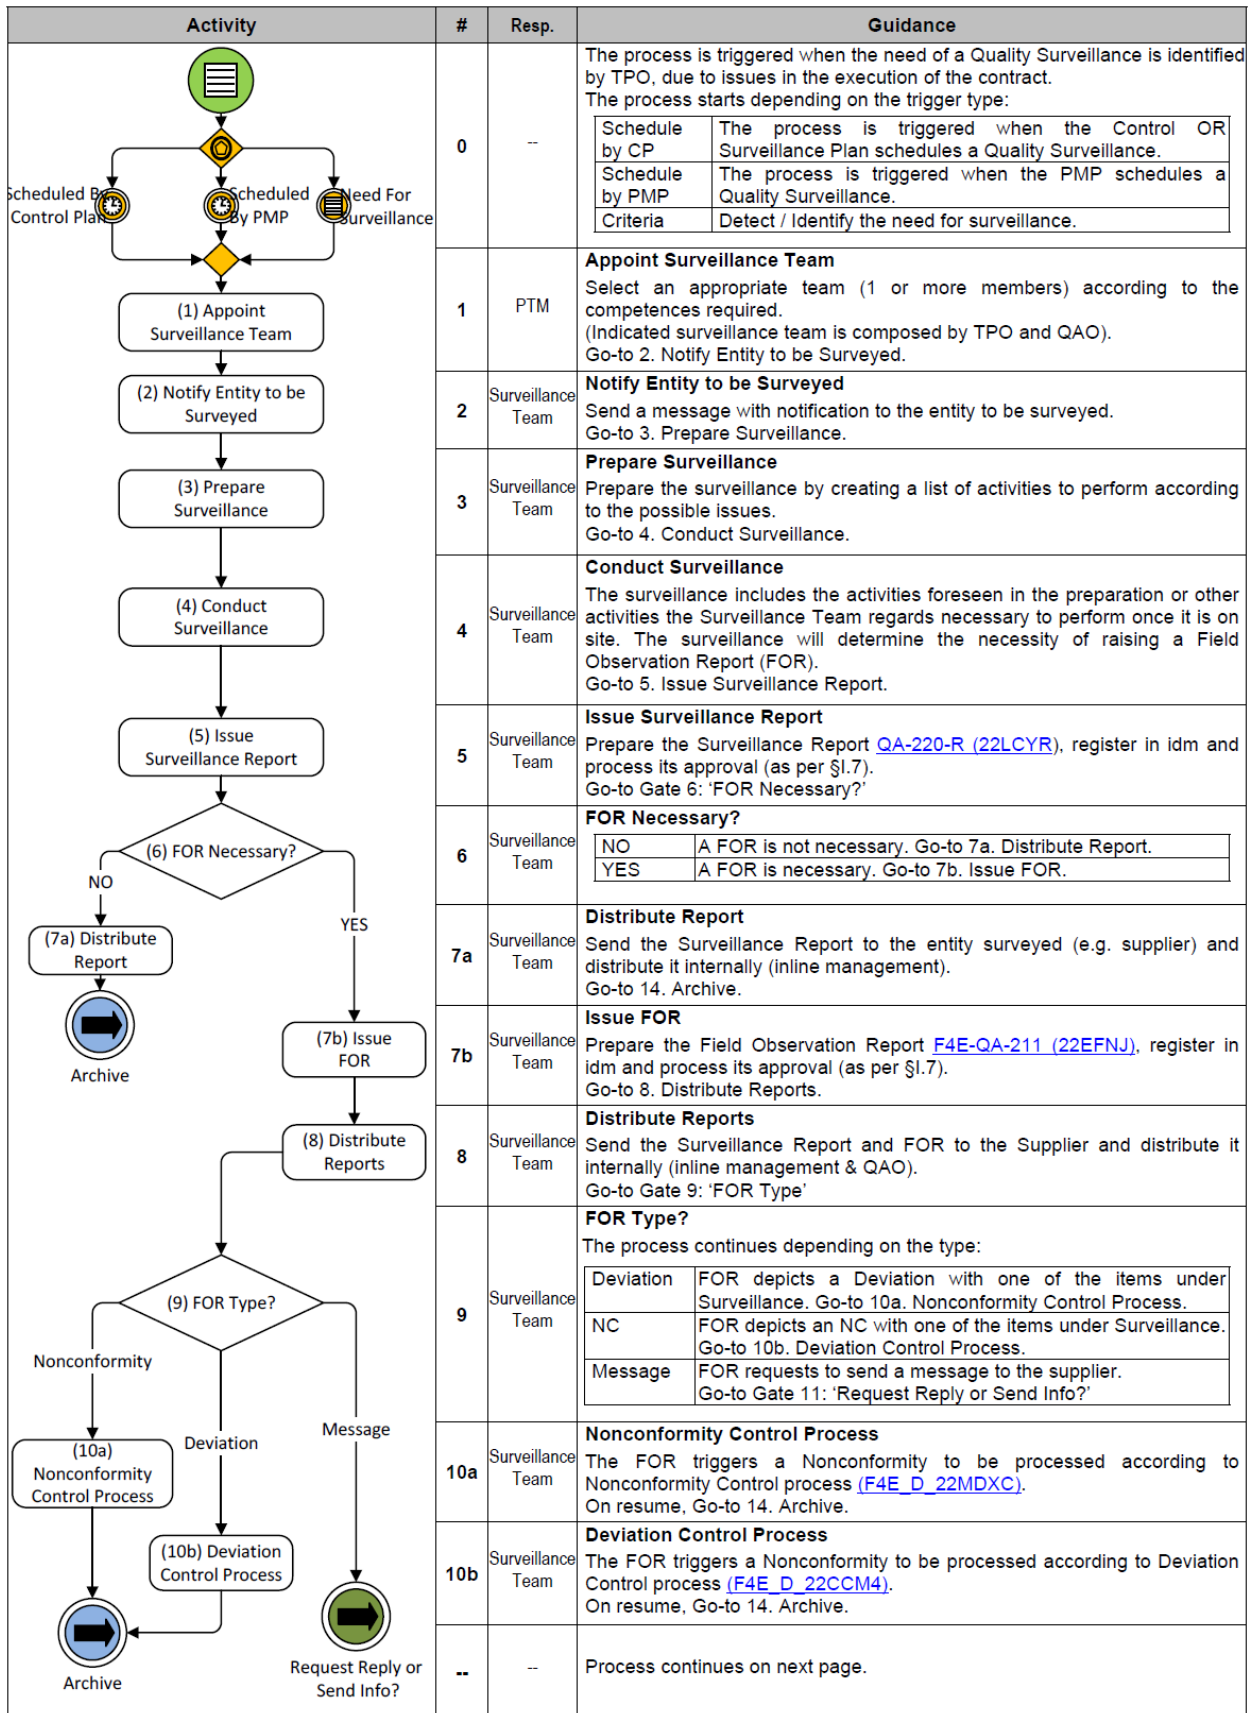 Activity
#
Resp.
Guidance
Scheduled By
Control Plan
Scheduled
By PMP
Need For
Surveillance
(1) Appoint
Surveillance Team
(2) Notify Entity to be
Surveyed
(3) Prepare
Surveillance
(4) Conduct
Surveillance
(5) Issue
Surveillance Report
(6) FOR Necessary?
NO
YES
(7a) Distribute
Report
Archive
(7b) Issue
FOR
(8) Distribute
Reports
(9) FOR Type?
Nonconformity
Deviation
Message
(10a)
Nonconformity
Control Process
(10b) Deviation
Control Process
Archive
Request Reply or
Send Info?
0
--
The process is triggered when the need of a Quality Surveillance is identified
by TPO, due to issues in the execution of the contract.
The process starts depending on the trigger type:
Schedule
by CP
The process is triggered when the Control OR
Surveillance Plan schedules a Quality Surveillance.
Schedule
by PMP
The process is triggered when the PMP schedules a
Quality Surveillance.
Criteria
Detect / Identify the need for surveillance.
1
PTM
Appoint Surveillance Team
Select an appropriate team (1 or more members) according to the
competences required.
(Indicated surveillance team is composed by TPO and QAO).
Go-to 2. Notify Entity to be Surveyed.
2
Surveillance
Team
Notify Entity to be Surveyed
Send a message with notification to the entity to be surveyed.
Go-to 3. Prepare Surveillance.
3
Surveillance
Team
Prepare Surveillance
Prepare the surveillance by creating a list of activities to perform according
to the possible issues.
Go-to 4. Conduct Surveillance.
4
Surveillance
Team
Conduct Surveillance
The surveillance includes the activities foreseen in the preparation or other
activities the Surveillance Team regards necessary to perform once it is on
site. The surveillance will determine the necessity of raising a Field
Observation Report (FOR).
Go-to 5. Issue Surveillance Report.
5
Surveillance
Team
Issue Surveillance Report
Prepare the Surveillance Report QA-220-R (22LCYR), register in idm and
process its approval (as per §I.7).
Go-to Gate 6: ‘FOR Necessary?’
6
Surveillance
Team
FOR Necessary?
NO
A FOR is not necessary. Go-to 7a. Distribute Report.
YES
A FOR is necessary. Go-to 7b. Issue FOR.
7a
Surveillance
Team
Distribute Report
Send the Surveillance Report to the entity surveyed (e.g. supplier) and
distribute it internally (inline management).
Go-to 14. Archive.
7b
Surveillance
Team
Issue FOR
Prepare the Field Observation Report F4E-QA-211 (22EFNJ), register in
idm and process its approval (as per §I.7).
Go-to 8. Distribute Reports.
8
Surveillance
Team
Distribute Reports
Send the Surveillance Report and FOR to the Supplier and distribute it
internally (inline management & QAO).
Go-to Gate 9: ‘FOR Type’
9
Surveillance
Team
FOR Type?
The process continues depending on the type:
Deviation
FOR depicts a Deviation with one of the items under
Surveillance. Go-to 10a. Nonconformity Control Process.
NC
FOR depicts an NC with one of the items under Surveillance.
Go-to 10b. Deviation Control Process.
Message
FOR requests to send a message to the supplier.
Go-to Gate 11: ‘Request Reply or Send Info?’
10a
Surveillance
Team
Nonconformity Control Process
The FOR triggers a Nonconformity to be processed according to
Nonconformity Control process (F4E_D_22MDXC).
On resume, Go-to 14. Archive.
10b
Surveillance
Team
Deviation Control Process
The FOR triggers a Nonconformity to be processed according to Deviation
Control process (F4E_D_22CCM4).
On resume, Go-to 14. Archive.
--
--
Process continues on next page.